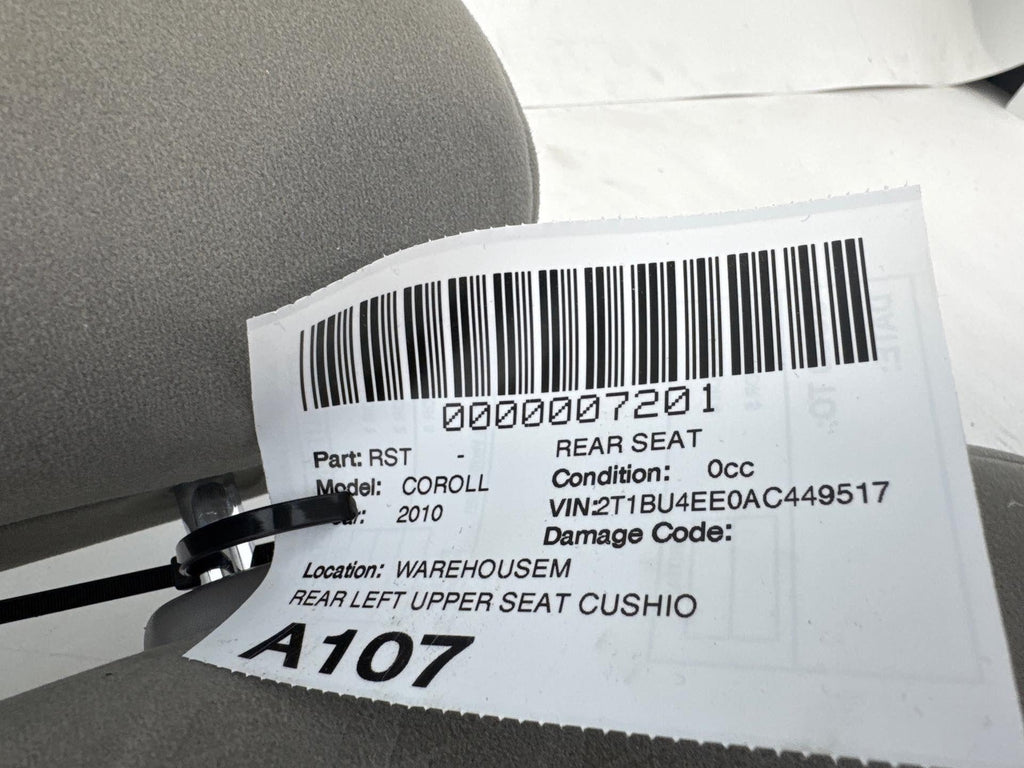 0000007201
Part: RST - REAR SEAT
Model: COROLL Condition: 0cc
2010 VIN:2T1BU4EE0AC449517
Damage Code:
Location: WAREHOUSEM
REAR LEFT UPPER SEAT CUSHIO
A107